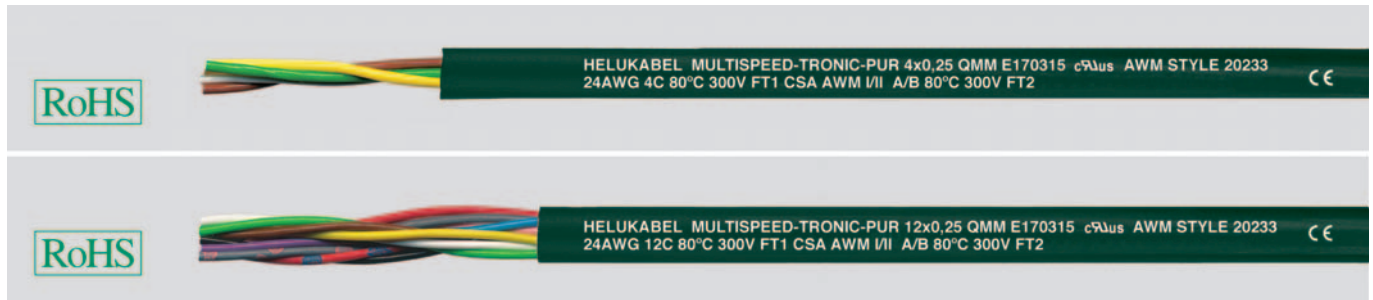 RoHS
HELUKABEL MULTISPEED-TRONIC-PUR 4x0,25 QMM E170315 cRUus AWM STYLE 20233
24AWG 4C 80°C 300V FT1 CSA AWM I/II A/B 80°C 300V FT2
CE
RoHS
HELUKABEL MULTISPEED-TRONIC-PUR 12x0,25 QMM E170315 cRUus AWM STYLE 20233
24AWG 12C 80°C 300V FT1 CSA AWM I/II A/B 80°C 300V FT2
CE